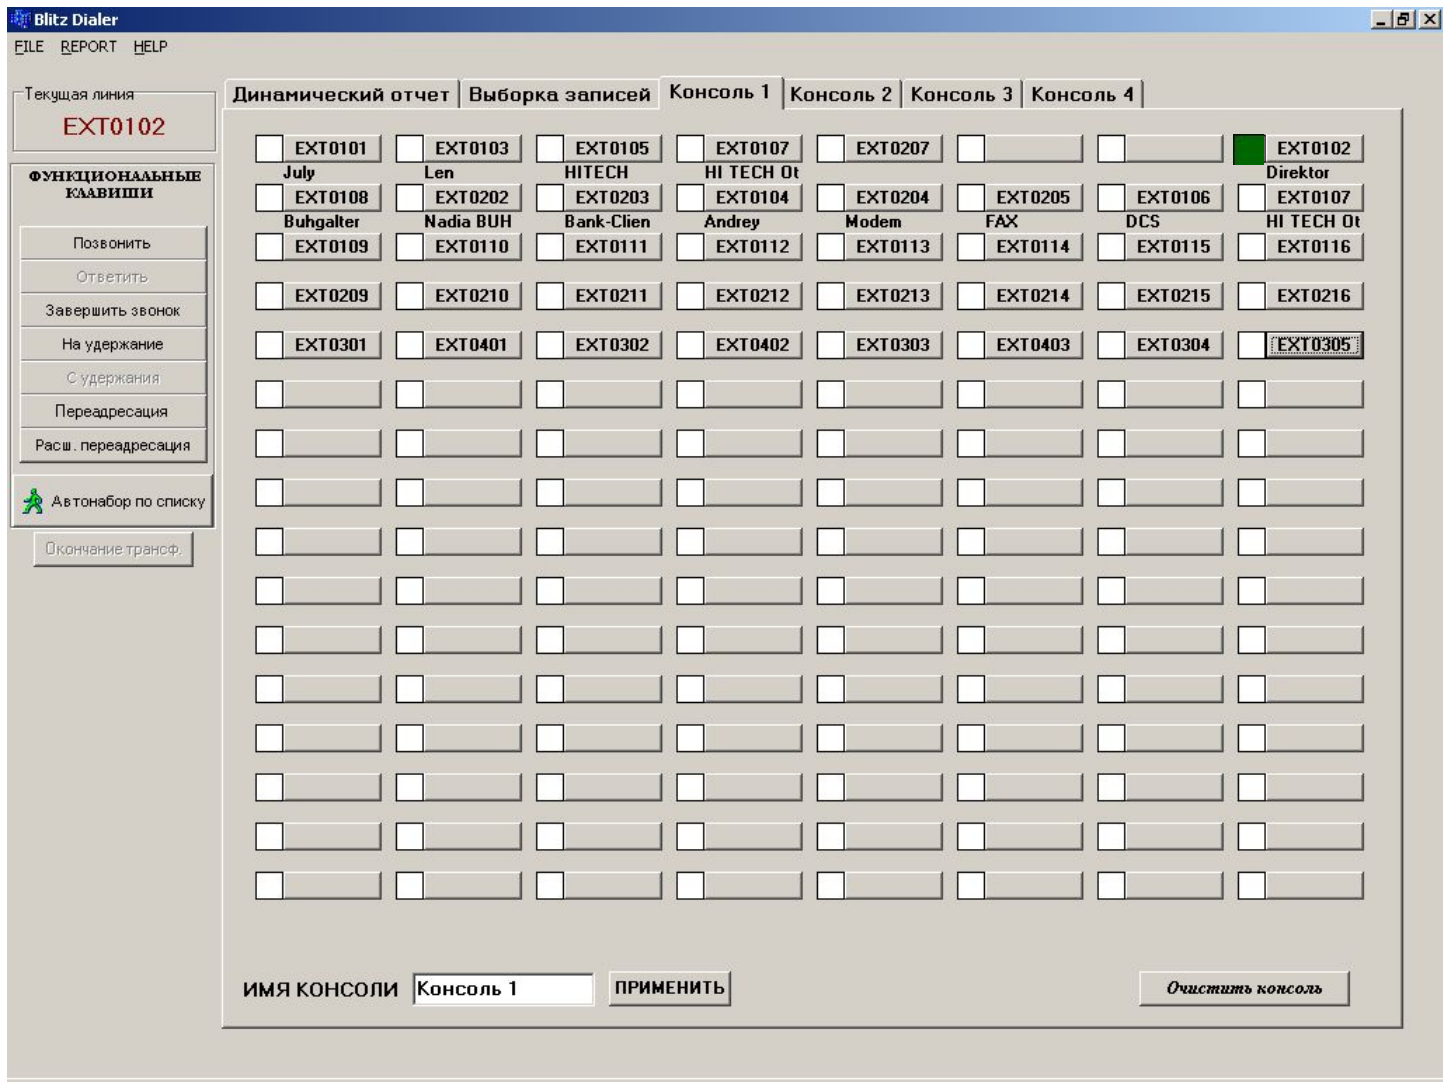 Blitz Dialer
FILE REPORT HELP
Текущая линия
EXT0102
ФУНКЦИОНАЛЬНЫЕ
КЛАВИШИ
Позвонить
Ответить
Завершить звонок
На удержание
С удержания
Переадресация
Расш. переадресация
Автонабор по списку
Окончание трансф.
Динамический отчет Выборка записей Консоль 1 Консоль 2 Консоль 3 Консоль 4
EXT0101 EXT0103 EXT0105 EXT0107 EXT0207 EXT0102
July Len HITECH HI TECH Ot Direktor
EXT0108 EXT0202 EXT0203 EXT0104 EXT0204 EXT0205 EXT0106 EXT0107
Buhgalter Nadia BUH Bank-Clien Andrey Modem FAX DCS HI TECH Ot
EXT0109 EXT0110 EXT0111 EXT0112 EXT0113 EXT0114 EXT0115 EXT0116
EXT0209 EXT0210 EXT0211 EXT0212 EXT0213 EXT0214 EXT0215 EXT0216
EXT0301 EXT0401 EXT0302 EXT0402 EXT0303 EXT0403 EXT0304 EXT0305
ИМЯ КОНСОЛИ Консоль 1 ПРИМЕНИТЬ Очистить консоль